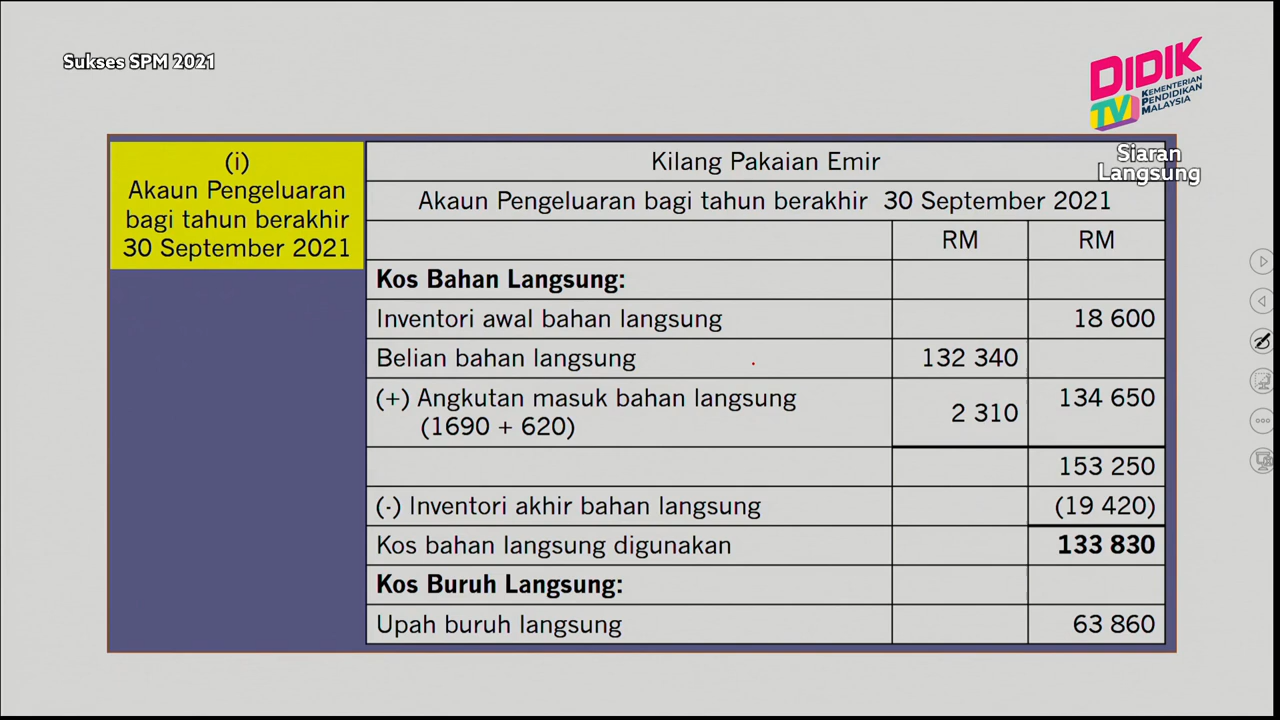 Sukses SPM 2021
DIDIK
TV
KEMENTERIAN
PENDIDIKAN
MALAYSIA
Siaran
Langsung
(i)
Akaun Pengeluaran
bagi tahun berakhir
30 September 2021
Kilang Pakaian Emir
Akaun Pengeluaran bagi tahun berakhir 30 September 2021
RM RM
Kos Bahan Langsung:
Inventori awal bahan langsung 18 600
Belian bahan langsung 132 340
(+) Angkutan masuk bahan langsung 134 650
(1690 + 620) 2 310
153 250
(-) Inventori akhir bahan langsung (19 420)
Kos bahan langsung digunakan 133 830
Kos Buruh Langsung:
Upah buruh langsung 63 860